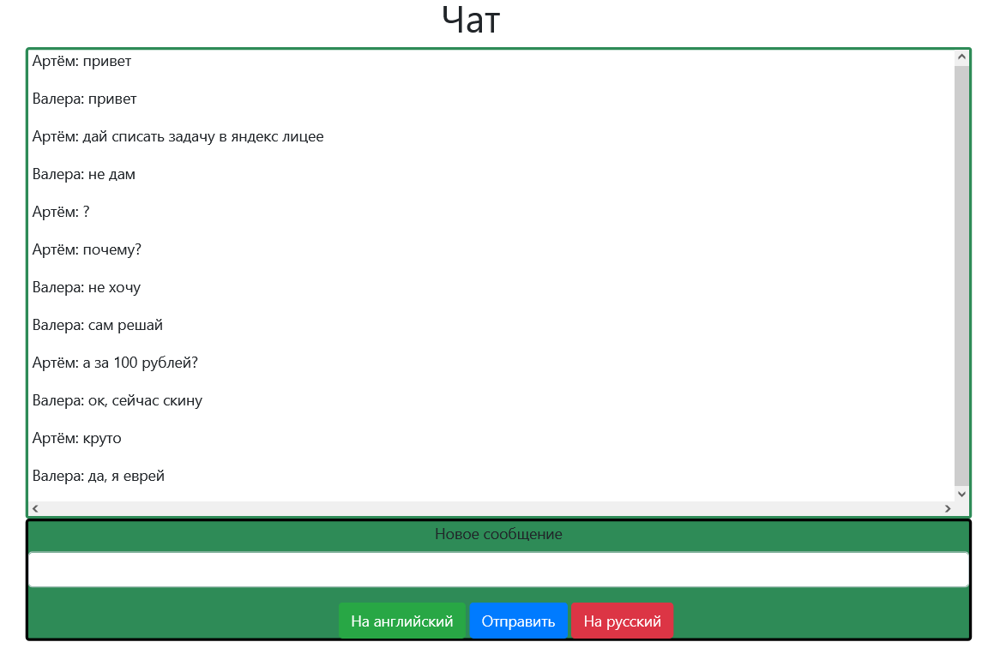 Чат
Артём: привет
Валера: привет
Артём: дай списать задачу в яндекс лицее
Валера: не дам
Артём: ?
Артём: почему?
Валера: не хочу
Валера: сам решай
Артём: а за 100 рублей?
Валера: ок, сейчас скину
Артём: круто
Валера: да, я еврей
Новое сообщение
На английский Отправить На русский